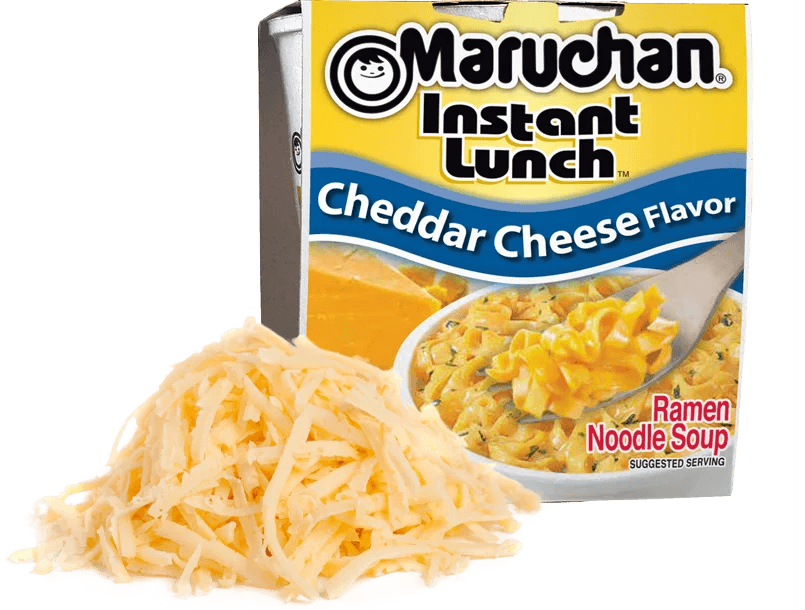 Maruchan®
Instant
Lunch™
Cheddar Cheese Flavor
Ramen
Noodle Soup
SUGGESTED SERVING